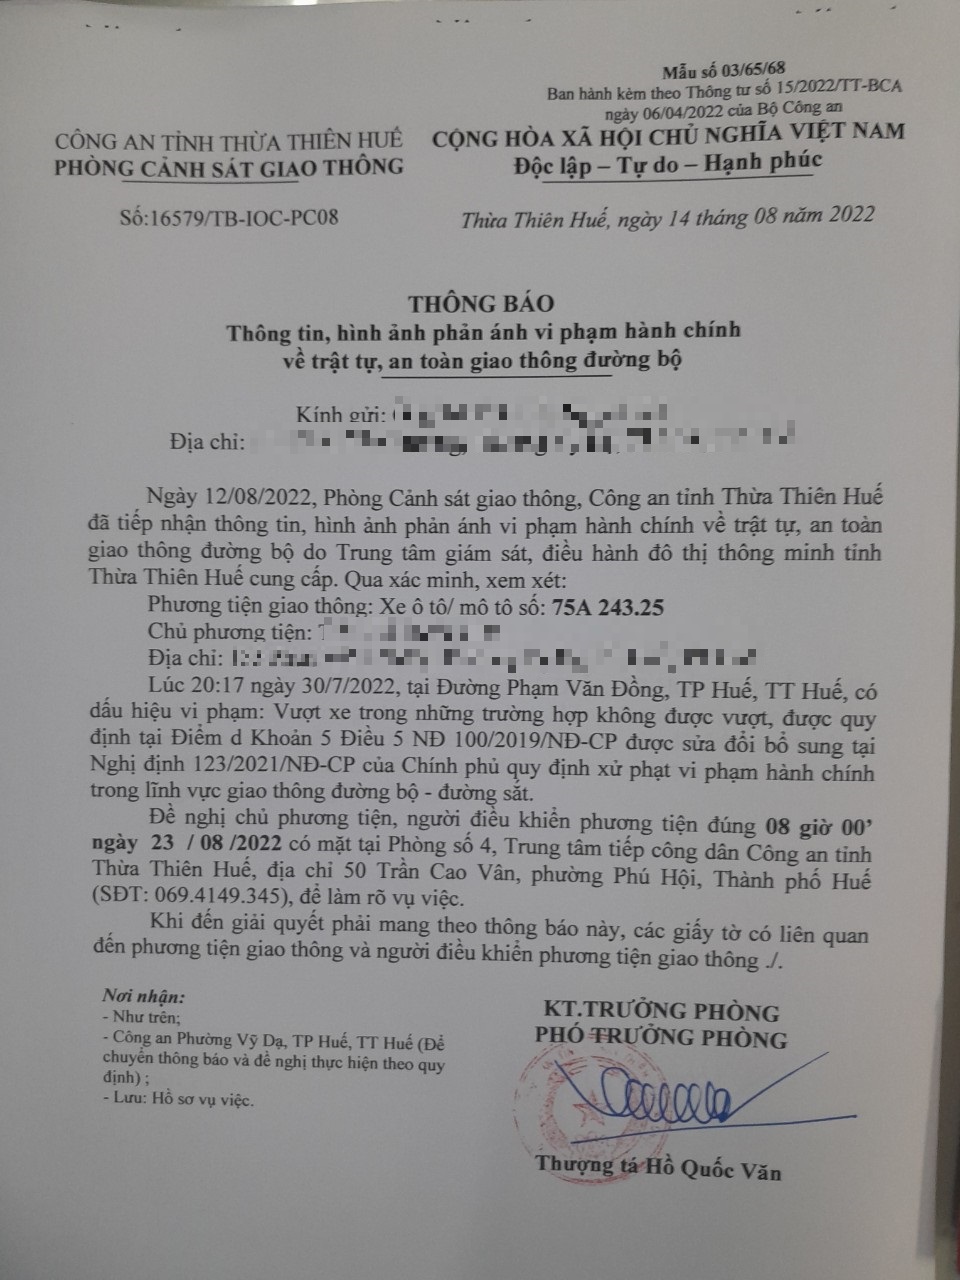 Mẫu số 03/65/68
Ban hành kèm theo Thông tư số 15/2022/TT-BCA
ngày 06/04/2022 của Bộ Công an
CÔNG AN TỈNH THỪA THIÊN HUẾ
PHÒNG CẢNH SÁT GIAO THÔNG
CỘNG HÒA XÃ HỘI CHỦ NGHĨA VIỆT NAM
Độc lập – Tự do – Hạnh phúc
Số:16579/TB-IOC-PC08
Thừa Thiên Huế, ngày 14 tháng 08 năm 2022
THÔNG BÁO
Thông tin, hình ảnh phản ánh vi phạm hành chính
về trật tự, an toàn giao thông đường bộ
Kính gửi:
Địa chỉ:
Ngày 12/08/2022, Phòng Cảnh sát giao thông, Công an tỉnh Thừa Thiên Huế
đã tiếp nhận thông tin, hình ảnh phản ánh vi phạm hành chính về trật tự, an toàn
giao thông đường bộ do Trung tâm giám sát, điều hành đô thị thông minh tỉnh
Thừa Thiên Huế cung cấp. Qua xác minh, xem xét:
Phương tiện giao thông: Xe ô tô/ mô tô số: 75A 243.25
Chủ phương tiện:
Địa chỉ:
Lúc 20:17 ngày 30/7/2022, tại Đường Phạm Văn Đồng, TP Huế, TT Huế, có
dấu hiệu vi phạm: Vượt xe trong những trường hợp không được vượt, được quy
định tại Điểm d Khoản 5 Điều 5 NĐ 100/2019/NĐ-CP được sửa đổi bổ sung tại
Nghị định 123/2021/NĐ-CP của Chính phủ quy định xử phạt vi phạm hành chính
trong lĩnh vực giao thông đường bộ - đường sắt.
Đề nghị chủ phương tiện, người điều khiển phương tiện đúng 08 giờ 00’
ngày 23 / 08 /2022 có mặt tại Phòng số 4, Trung tâm tiếp công dân Công an tỉnh
Thừa Thiên Huế, địa chỉ 50 Trần Cao Vân, phường Phú Hội, Thành phố Huế
(SĐT: 069.4149.345), để làm rõ vụ việc.
Khi đến giải quyết phải mang theo thông báo này, các giấy tờ có liên quan
đến phương tiện giao thông và người điều khiển phương tiện giao thông ./.
Nơi nhận:
- Như trên;
- Công an Phường Vỹ Dạ, TP Huế, TT Huế (Để
chuyển thông báo và đề nghị thực hiện theo quy
định) ;
- Lưu: Hồ sơ vụ việc.
KT.TRƯỞNG PHÒNG
PHÓ TRƯỞNG PHÒNG
Thượng tá Hồ Quốc Văn